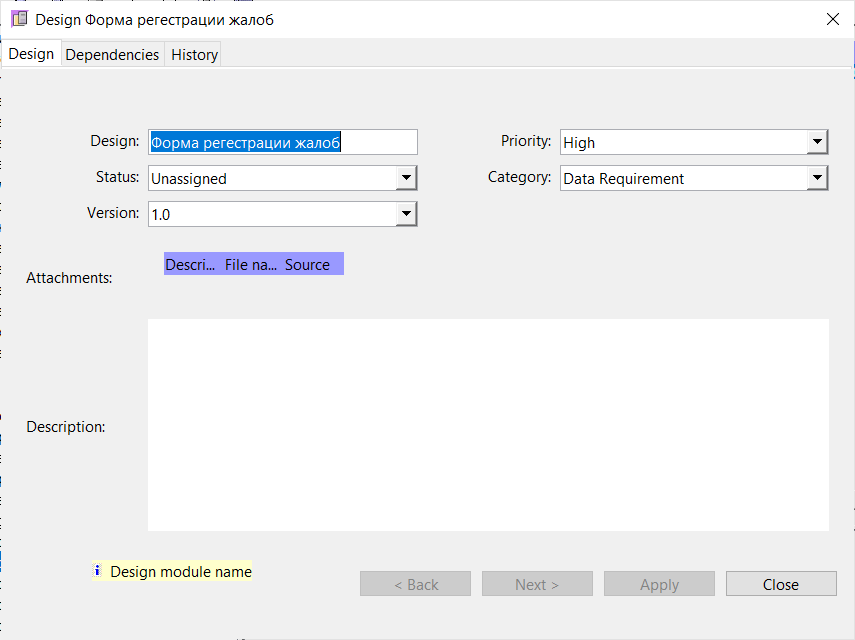 Design Форма регестрации жалоб
Design Dependencies History
Design: Форма регестрации жалоб Priority: High
Status: Unassigned Category: Data Requirement
Version: 1.0
Attachments: Descri... File na... Source
Description:
i Design module name
< Back Next > Apply Close